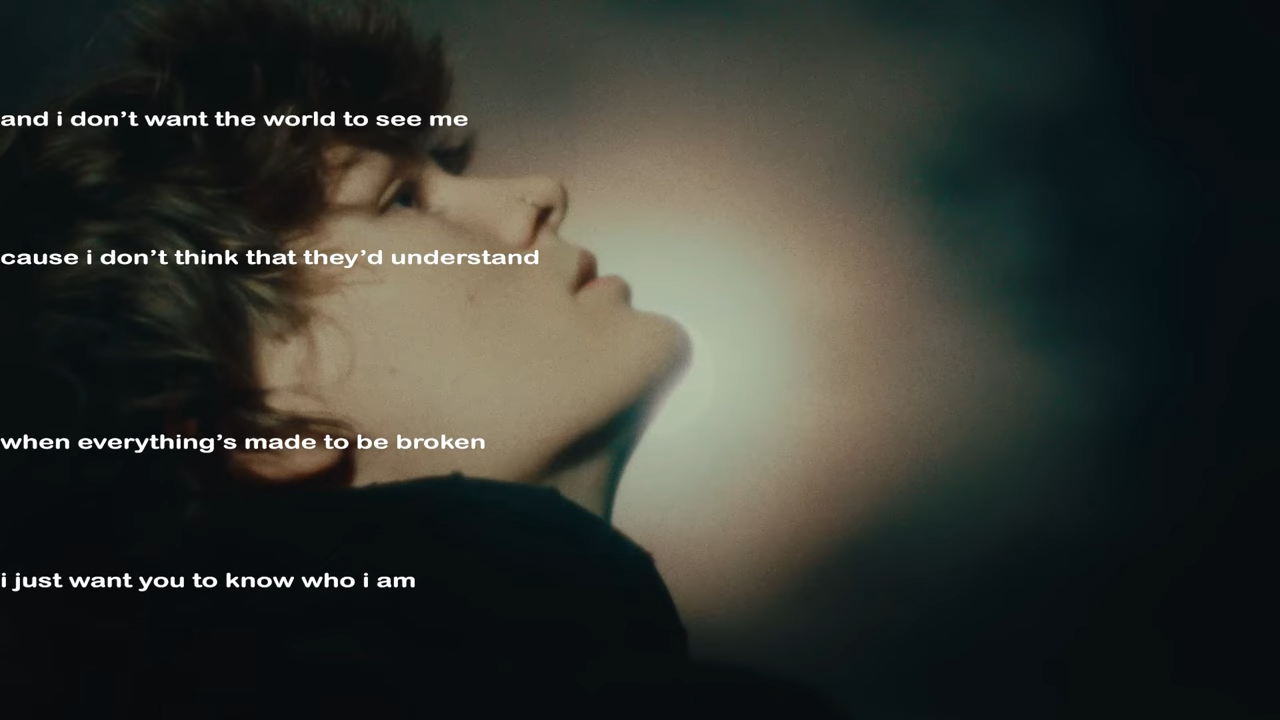 and i don’t want the world to see me
cause i don’t think that they’d understand
when everything’s made to be broken
i just want you to know who i am